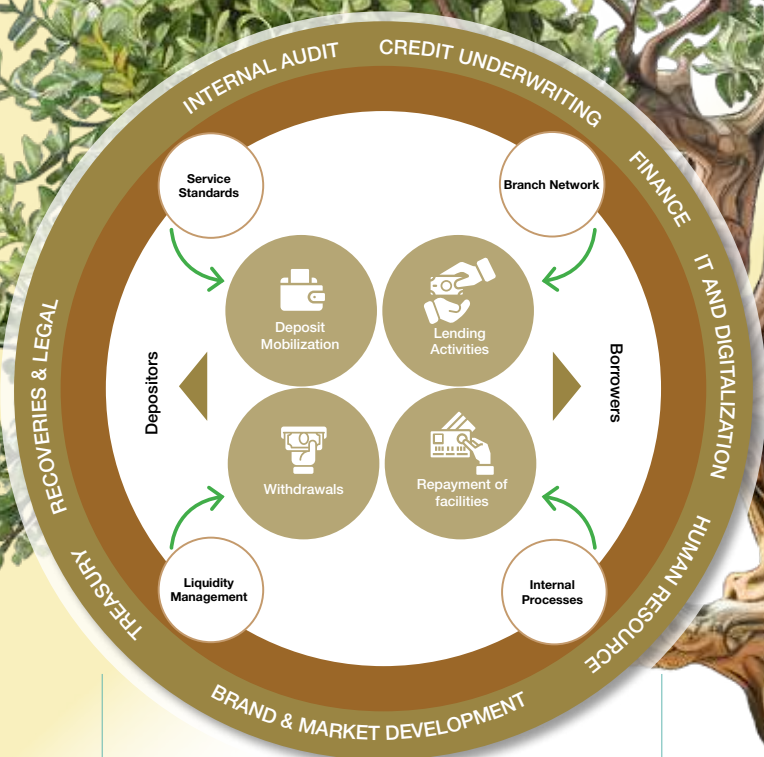 INTERNAL AUDIT
CREDIT UNDERWRITING
FINANCE
IT AND DIGITALIZATION
HUMAN RESOURCE
BRAND & MARKET DEVELOPMENT
TREASURY
RECOVERIES & LEGAL
Service
Standards
Branch Network
Deposit
Mobilization
Lending
Activities
Depositors
Borrowers
Withdrawals
Repayment of
facilities
Liquidity
Management
Internal
Processes